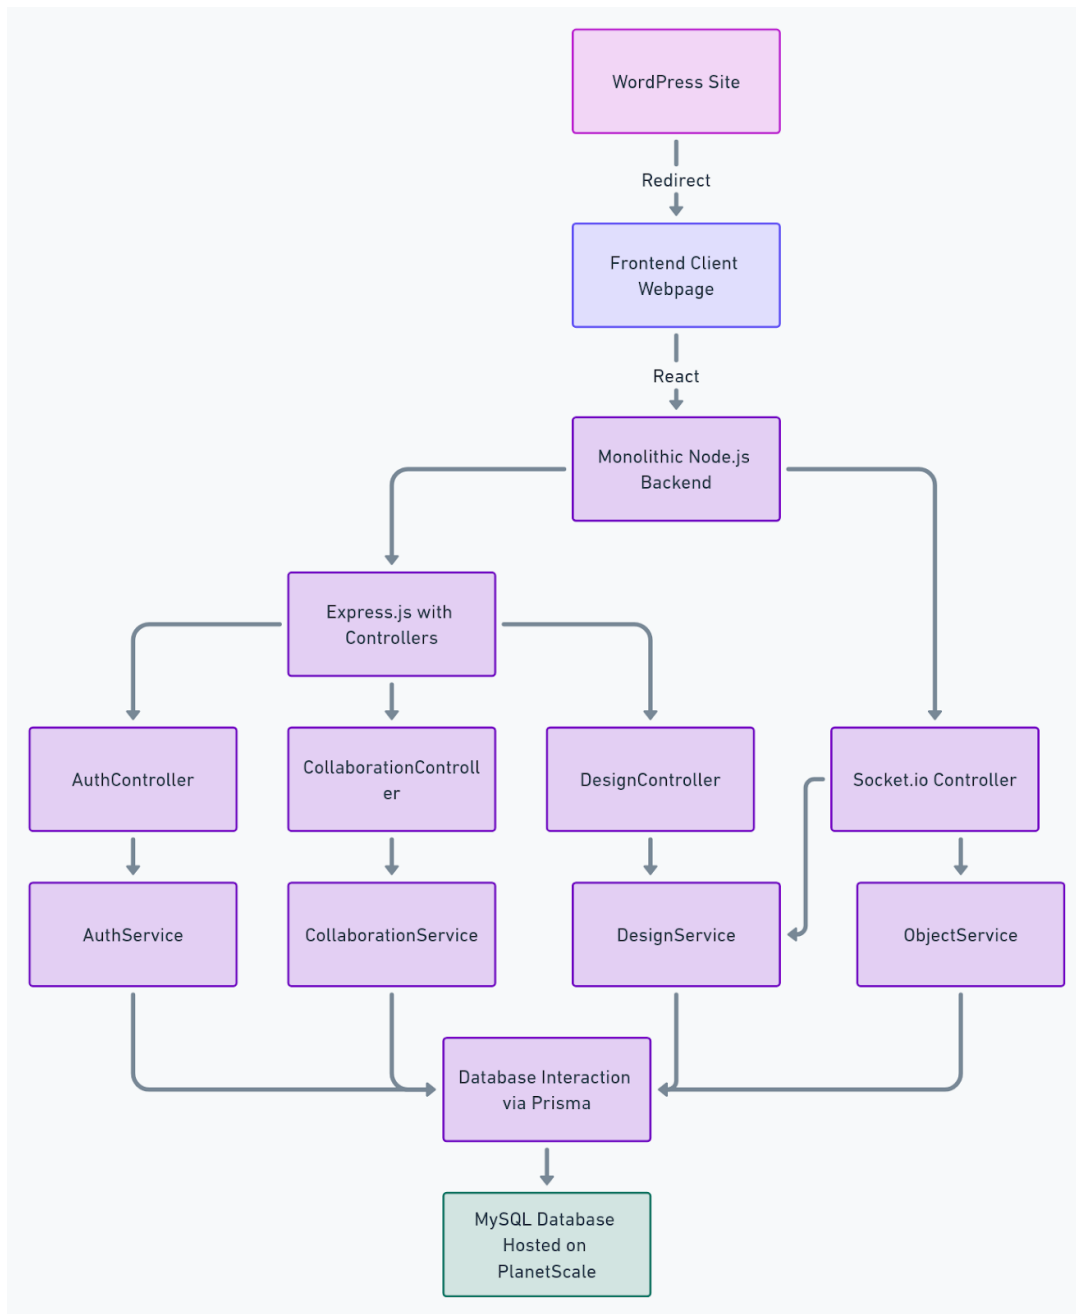 WordPress Site
Redirect
Frontend Client
Webpage
React
Monolithic Node.js
Backend
Express.js with
Controllers
AuthController
CollaborationControll
er
DesignController
Socket.io Controller
AuthService
CollaborationService
DesignService
ObjectService
Database Interaction
via Prisma
MySQL Database
Hosted on
PlanetScale